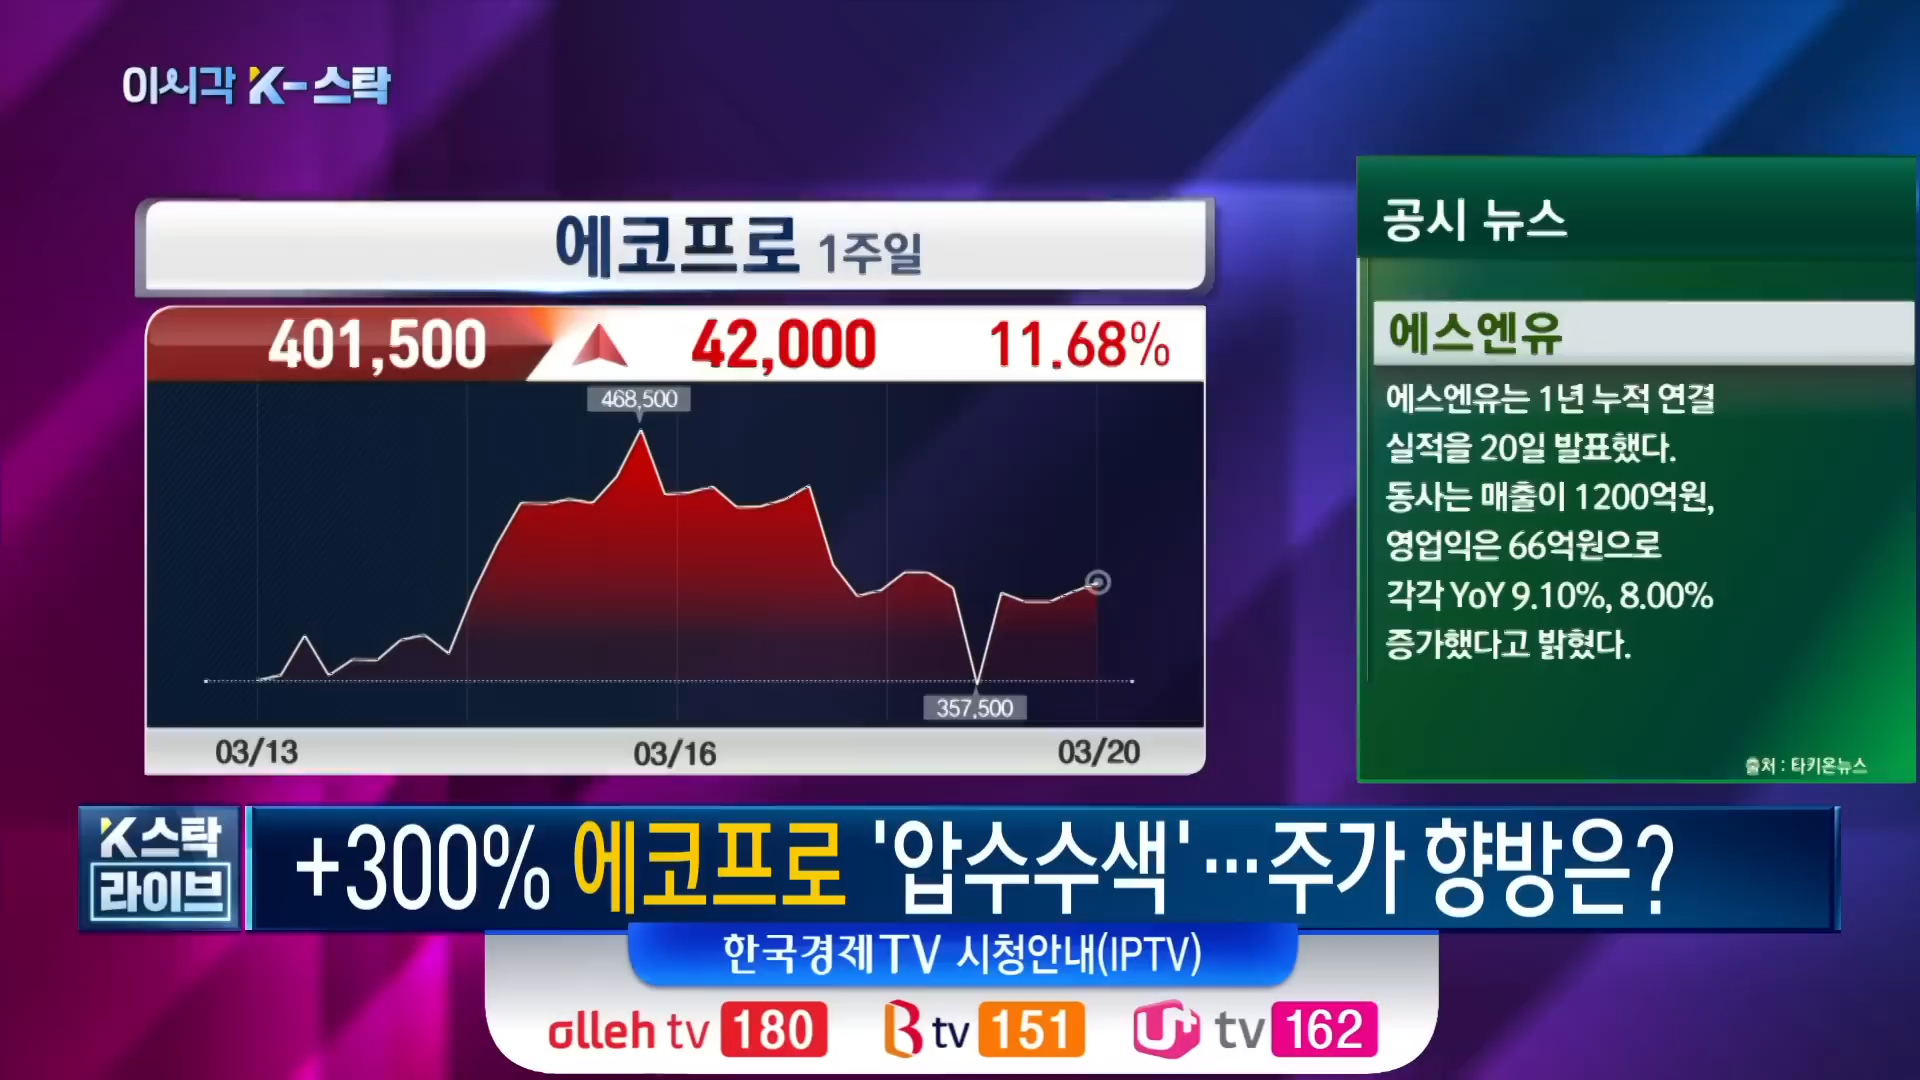 이시각 K-스탁
에코프로 1주일
401,500 42,000 11.68%
468,500
357,500
03/13 03/16 03/20
공시 뉴스
에스엔유
에스엔유는 1년 누적 연결
실적을 20일 발표했다.
동사는 매출이 1200억원,
영업익은 66억원으로
각각 YoY 9.10%, 8.00%
증가했다고 밝혔다.
출처 : 타키온뉴스
K스탁
라이브
+300% 에코프로 '압수수색'…주가 향방은?
한국경제TV 시청안내(IPTV)
olleh tv 180 B tv 151 U+ tv 162